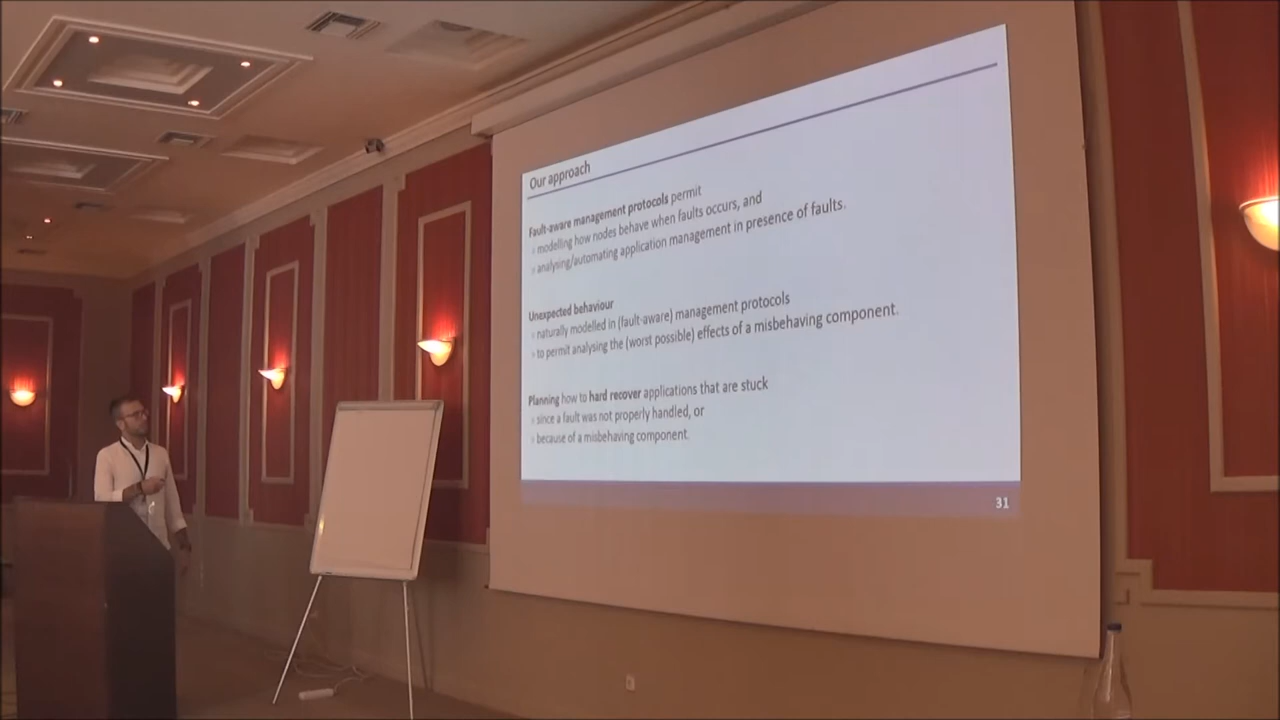 Our approach
Fault-aware management protocols permit
» modelling how nodes behave when faults occurs, and
» analysing/automating application management in presence of faults.
Unexpected behaviour
» naturally modelled in (fault-aware) management protocols
» to permit analysing the (worst possible) effects of a misbehaving component.
Planning how to hard recover applications that are stuck
» since a fault was not properly handled, or
» because of a misbehaving component.
31